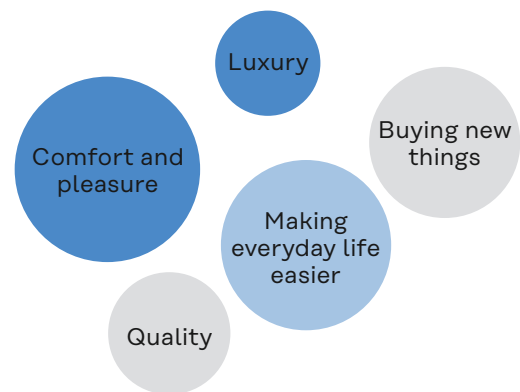 Luxury
Buying new
things
Comfort and
pleasure
Making
everyday life
easier
Quality